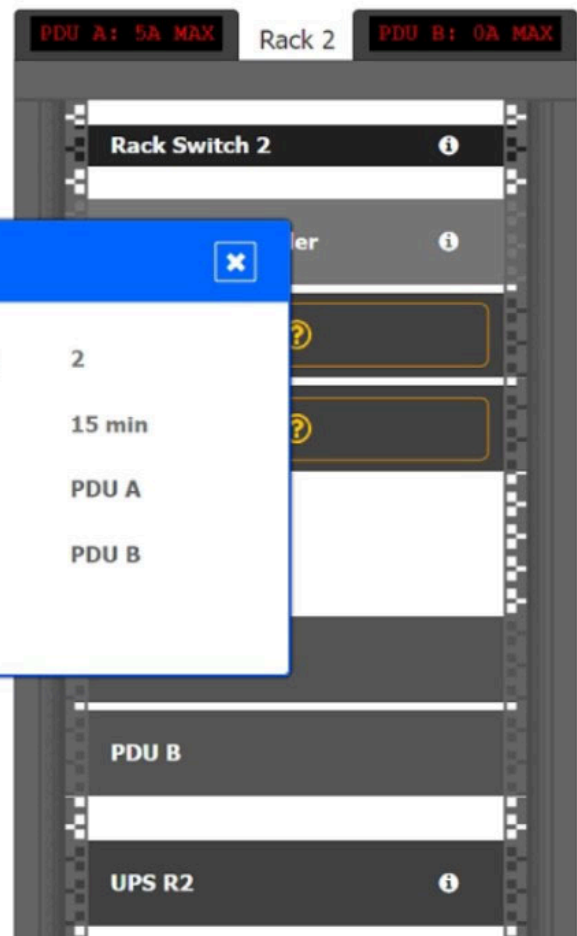 PDU A: 5A MAX
Rack 2
PDU B: 0A MAX
Rack Switch 2
ler
2
15 min
PDU A
PDU B
PDU B
UPS R2